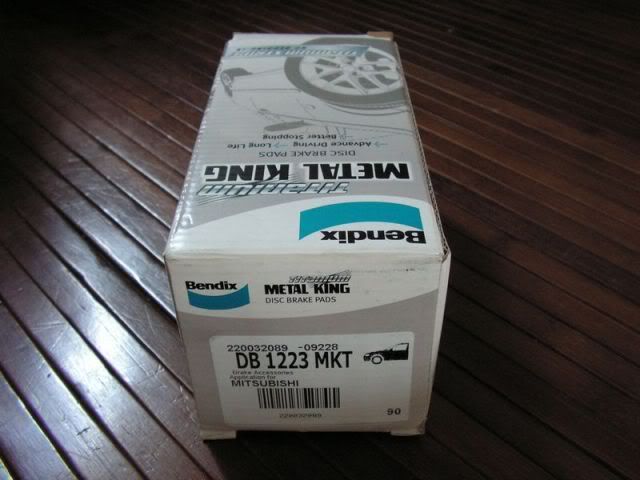 Titanium
METAL KING
DISC BRAKE PADS
→ Advance Driving → Long Life
→ Better Stopping
Bendix
Bendix
Titanium
METAL KING
DISC BRAKE PADS
220032089 -09228
DB 1223 MKT
Brake Accessories
Application for
MITSUBISHI
220032089
90